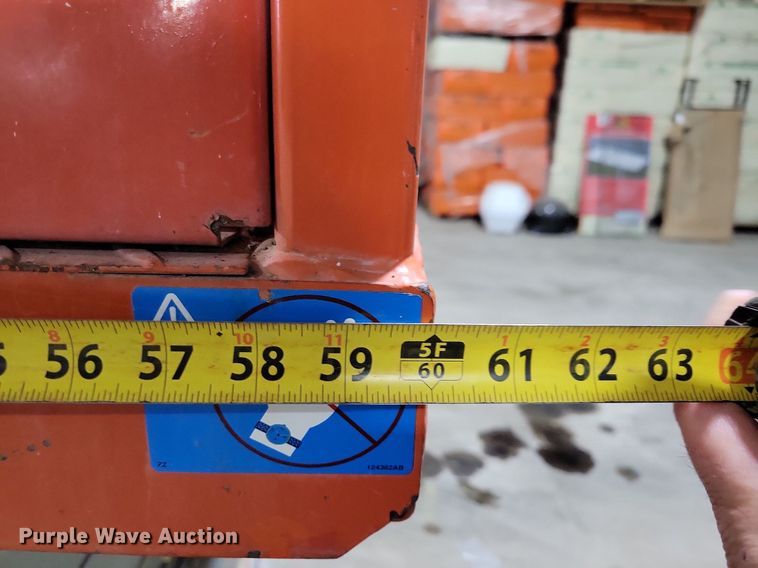 8 9 10 11 5F 1 2 3
56 57 58 59 60 61 62 63 64
7Z 124362AB
Purple Wave Auction